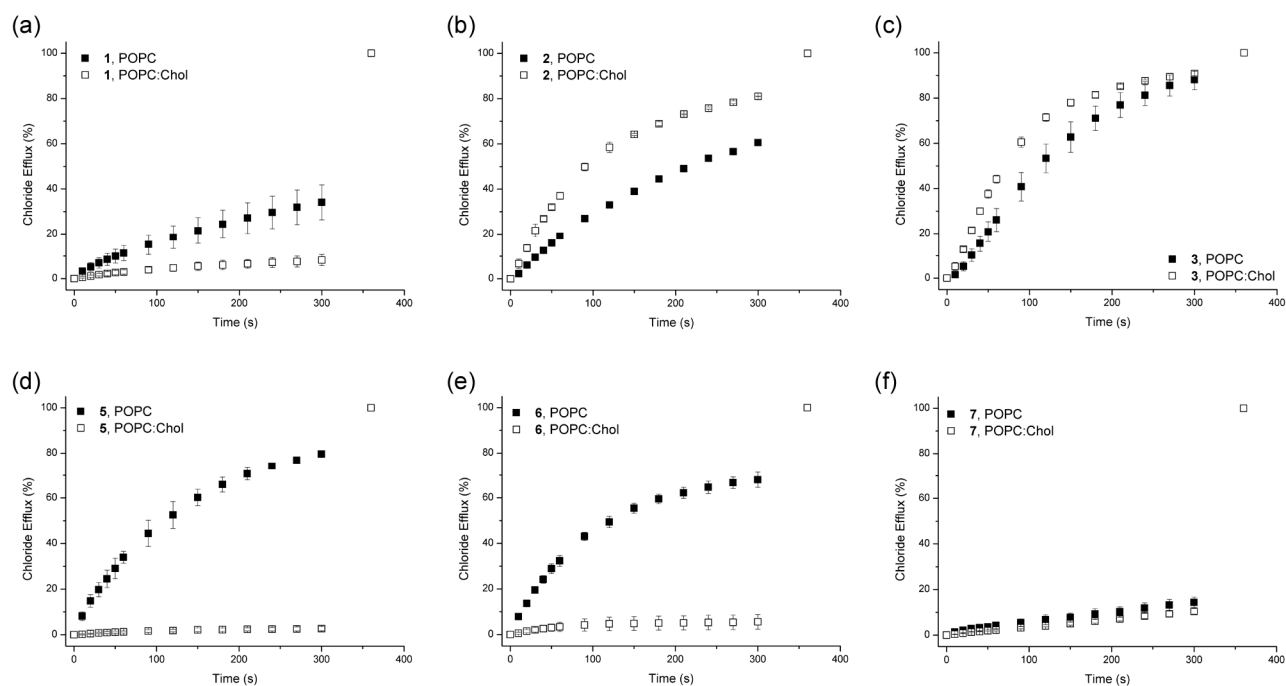 (a)
1, POPC
1, POPC:Chol
Chloride Efflux (%)
100
80
60
40
20
0
0 100 200 300 400
Time (s)
(b)
2, POPC
2, POPC:Chol
Chloride Efflux (%)
100
80
60
40
20
0
0 100 200 300 400
Time (s)
(c)
3, POPC
3, POPC:Chol
Chloride Efflux (%)
100
80
60
40
20
0
0 100 200 300 400
Time (s)
(d)
5, POPC
5, POPC:Chol
Chloride Efflux (%)
100
80
60
40
20
0
0 100 200 300 400
Time (s)
(e)
6, POPC
6, POPC:Chol
Chloride Efflux (%)
100
80
60
40
20
0
0 100 200 300 400
Time (s)
(f)
7, POPC
7, POPC:Chol
Chloride Efflux (%)
100
80
60
40
20
0
0 100 200 300 400
Time (s)